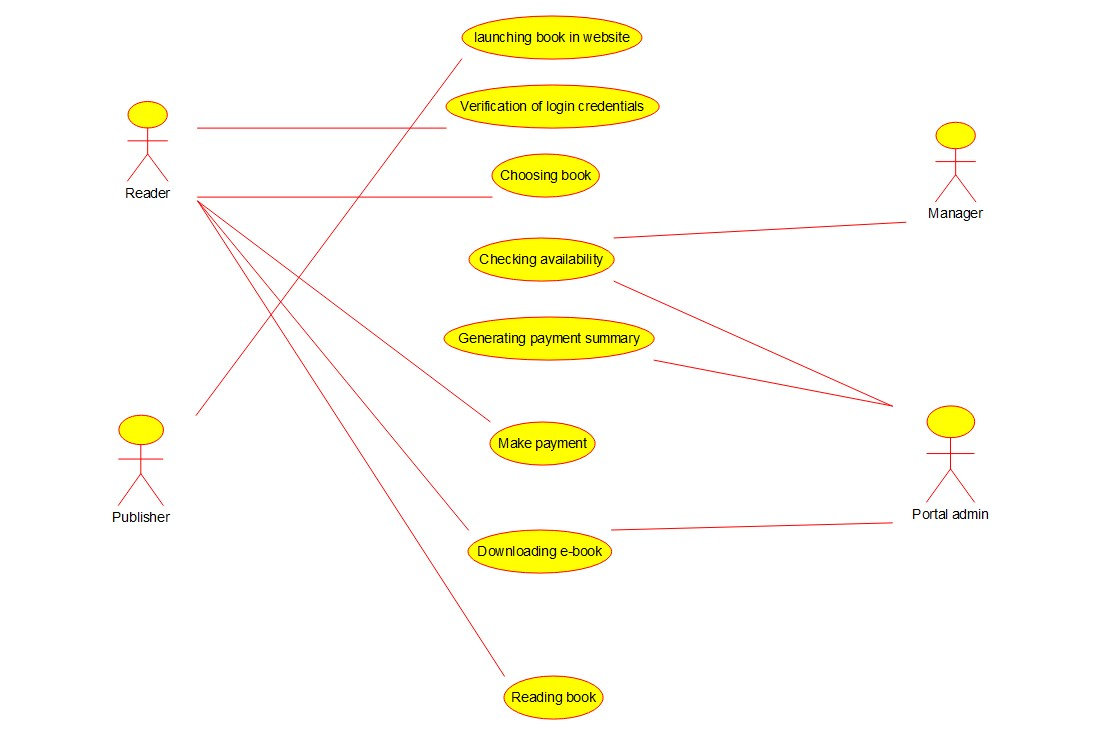 launching book in website
Verification of login credentials
Choosing book
Reader
Manager
Checking availability
Generating payment summary
Make payment
Publisher
Portal admin
Downloading e-book
Reading book